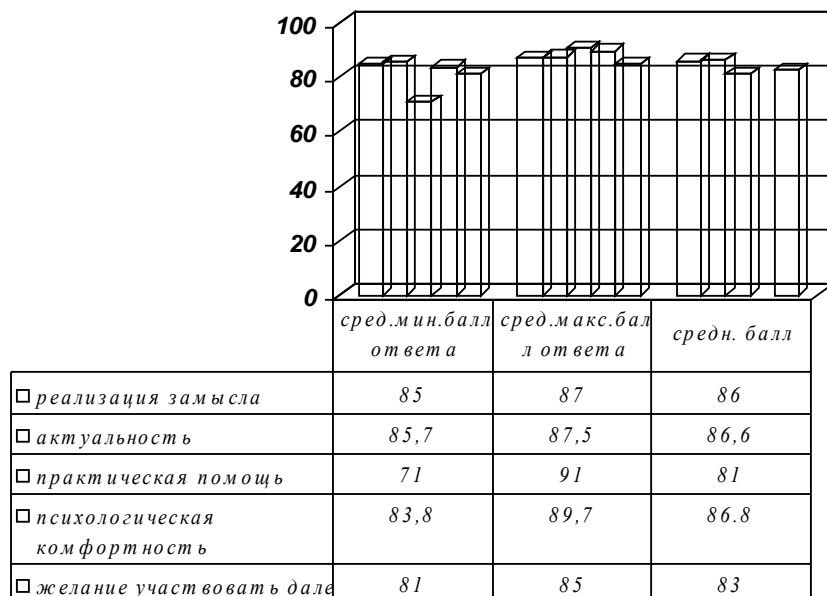 100
80
60
40
20
0
сред.мин.балл сред.макс.бал средн. балл
ответа л ответа
реализация замысла 85 87 86
актуальность 85,7 87,5 86,6
практическая помощь 71 91 81
психологическая 83,8 89,7 86.8
комфортность
желание участвовать дале 81 85 83